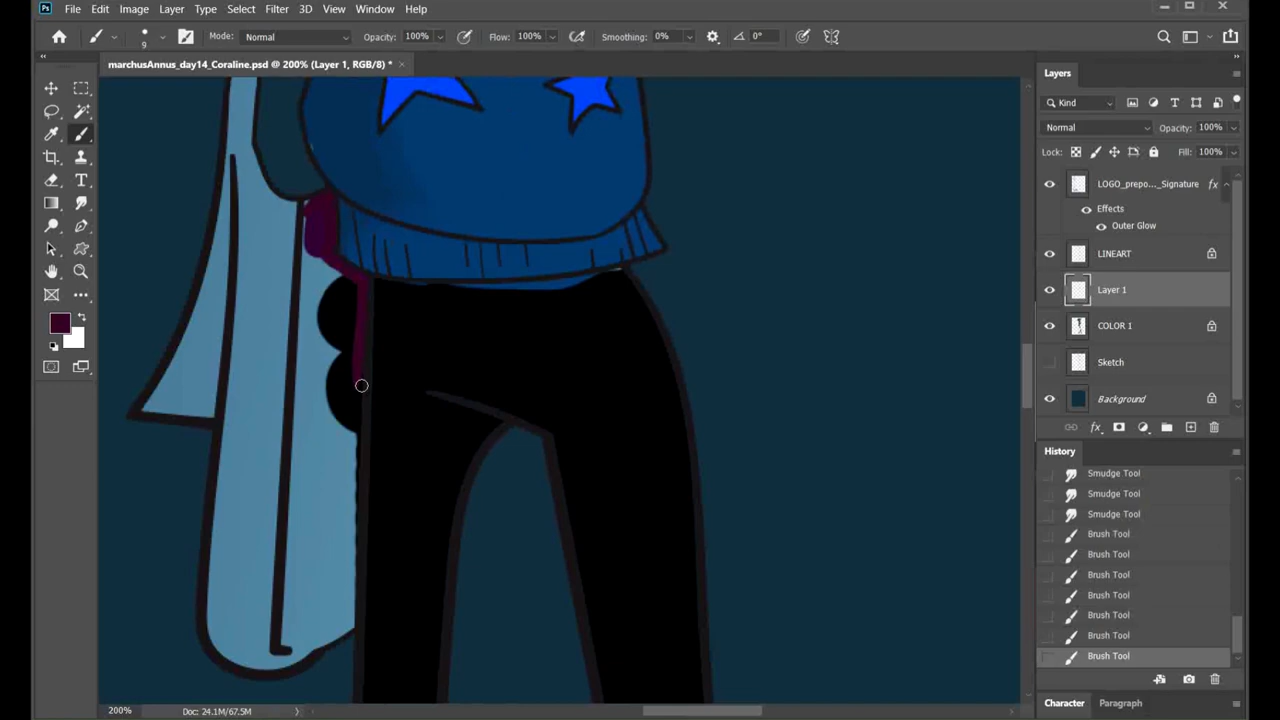 Ps File Edit Image Layer Type Select Filter 3D View Window Help
9 Mode: Normal Opacity: 100% Flow: 100% Smoothing: 0% 0°
marchusAnnus_day14_Coraline.psd @ 200% (Layer 1, RGB/8) *
Layers
Kind
Normal Opacity: 100%
Lock: Fill: 100%
LOGO_prepo..._Signature fx
Effects
Outer Glow
LINEART
Layer 1
COLOR 1
Sketch
Background
fx
History
Smudge Tool
Smudge Tool
Smudge Tool
Brush Tool
Brush Tool
Brush Tool
Brush Tool
Brush Tool
Brush Tool
Brush Tool
Character Paragraph
200% Doc: 24.1M/67.5M